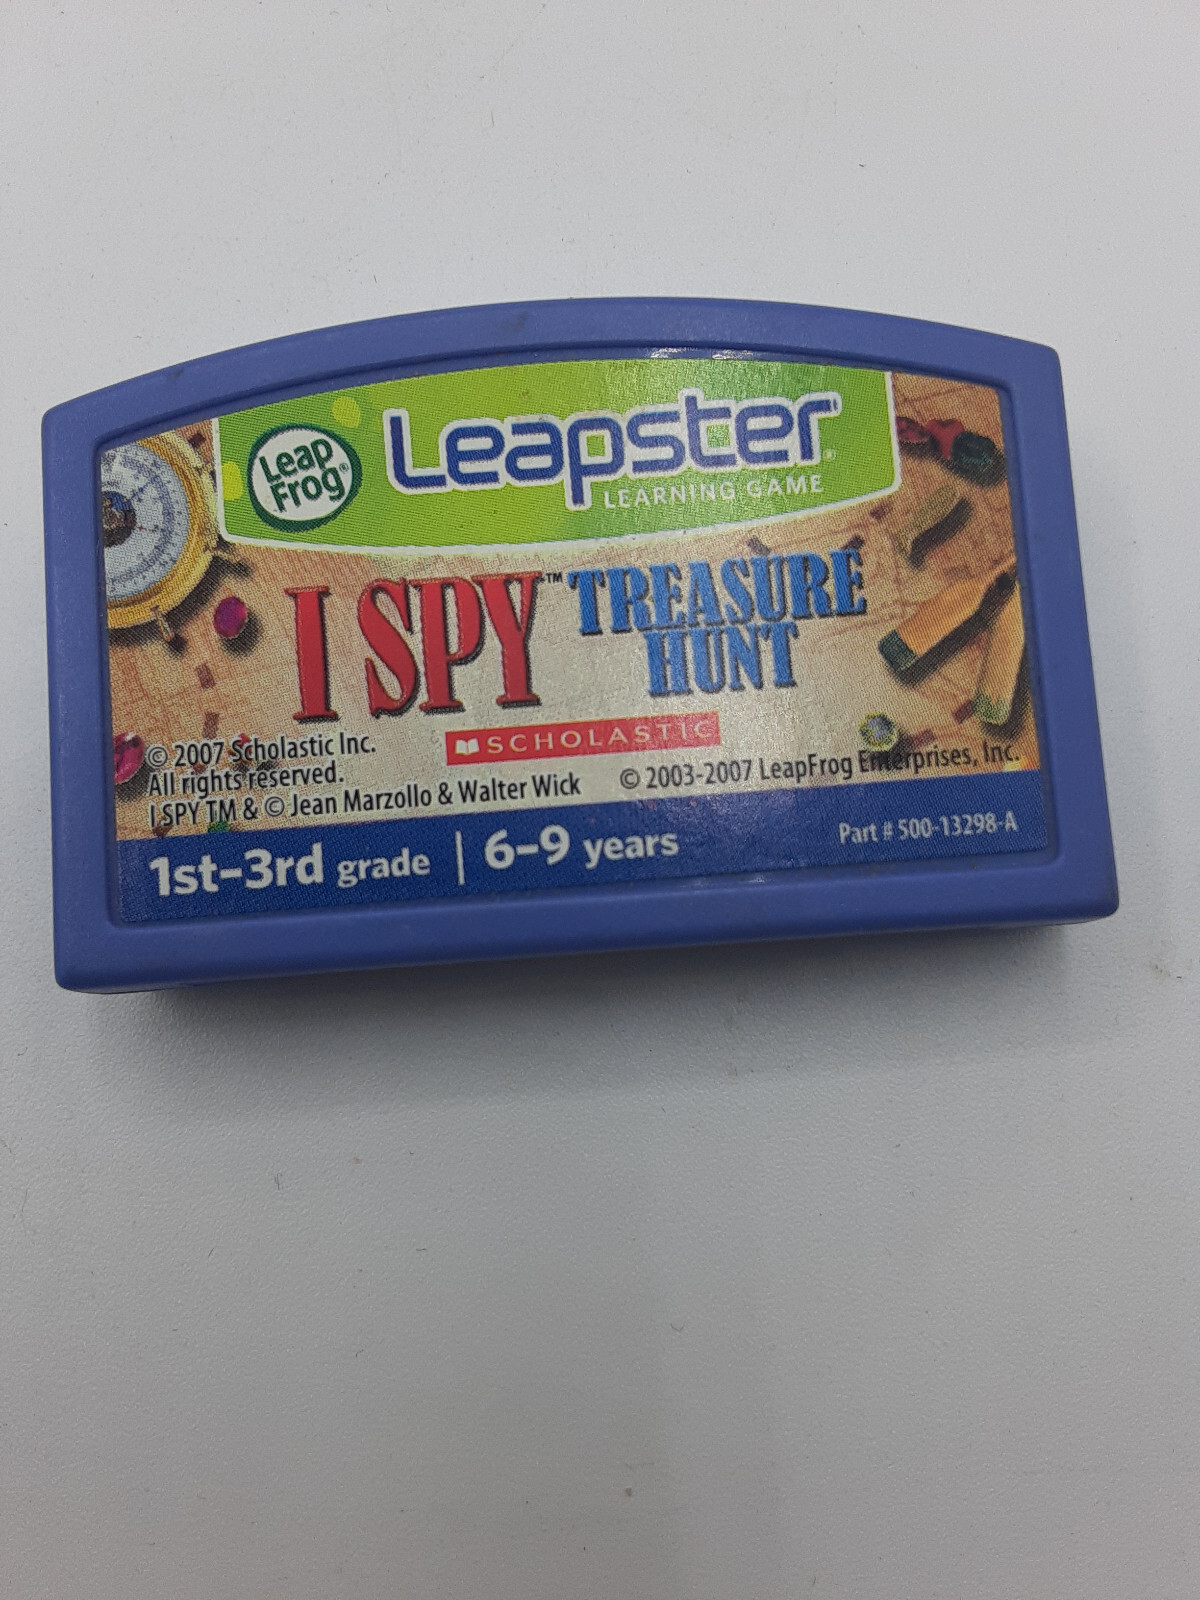 Leap
Frog®
Leapster®
LEARNING GAME
I SPY™ TREASURE
HUNT
SCHOLASTIC
© 2007 Scholastic Inc.
All rights reserved.
I SPY TM & © Jean Marzollo & Walter Wick
© 2003-2007 LeapFrog Enterprises, Inc.
1st-3rd grade | 6-9 years
Part # 500-13298-A